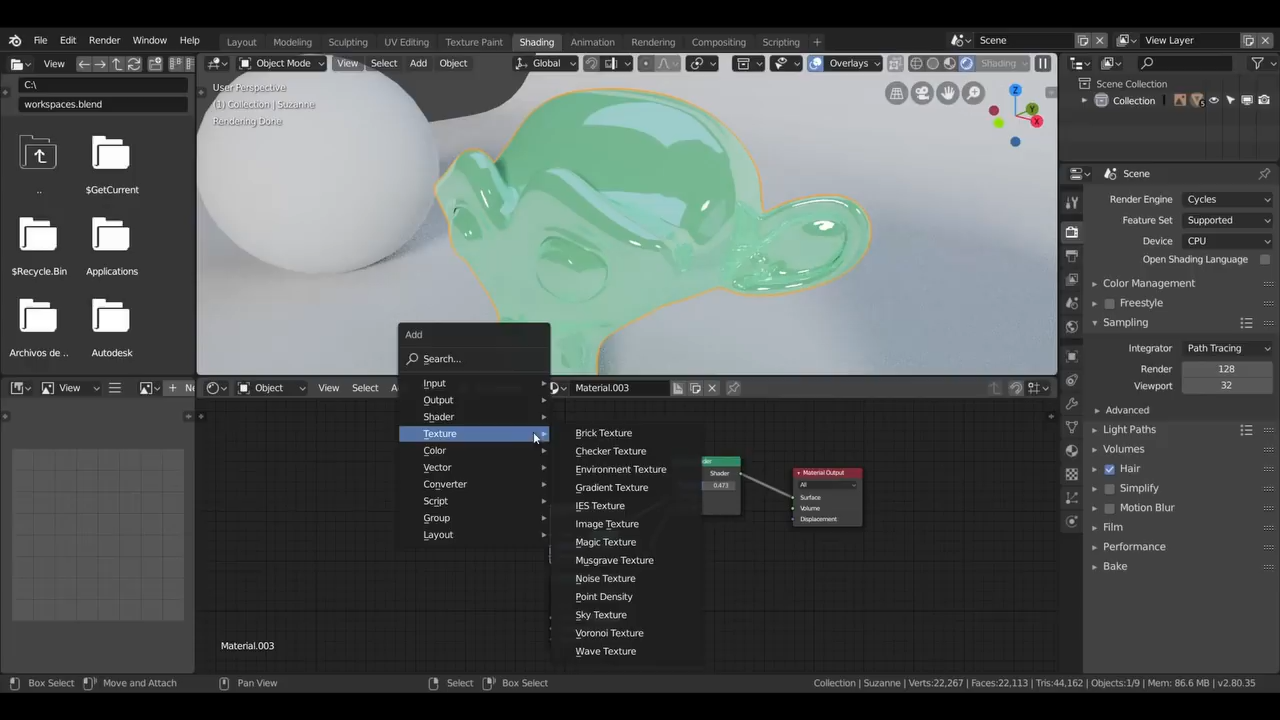 File Edit Render Window Help
Layout Modeling Sculpting UV Editing Texture Paint Shading Animation Rendering Compositing Scripting +
Scene
View Layer
View
C:\
workspaces.blend
..
$GetCurrent
$Recycle.Bin
Applications
Archivos de ..
Autodesk
Object Mode View Select Add Object Global Overlays Shading
User Perspective
(1) Collection | Suzanne
Rendering Done
Z
Y
X
Scene Collection
Collection
Scene
Render Engine Cycles
Feature Set Supported
Device CPU
Open Shading Language
Color Management
Freestyle
Sampling
Integrator Path Tracing
Render 128
Viewport 32
Advanced
Light Paths
Volumes
Hair
Simplify
Motion Blur
Film
Performance
Bake
View
Object View Select
Material.003
Add
Search...
Input
Output
Shader
Texture
Color
Vector
Converter
Script
Group
Layout
Brick Texture
Checker Texture
Environment Texture
Gradient Texture
IES Texture
Image Texture
Magic Texture
Musgrave Texture
Noise Texture
Point Density
Sky Texture
Voronoi Texture
Wave Texture
Shader
0.473
Material Output
All
Surface
Volume
Displacement
Material.003
Box Select Move and Attach Pan View Select Box Select
Collection | Suzanne | Verts:22,267 | Faces:22,113 | Tris:44,162 | Objects:1/9 | Mem: 86.6 MB | v2.80.35